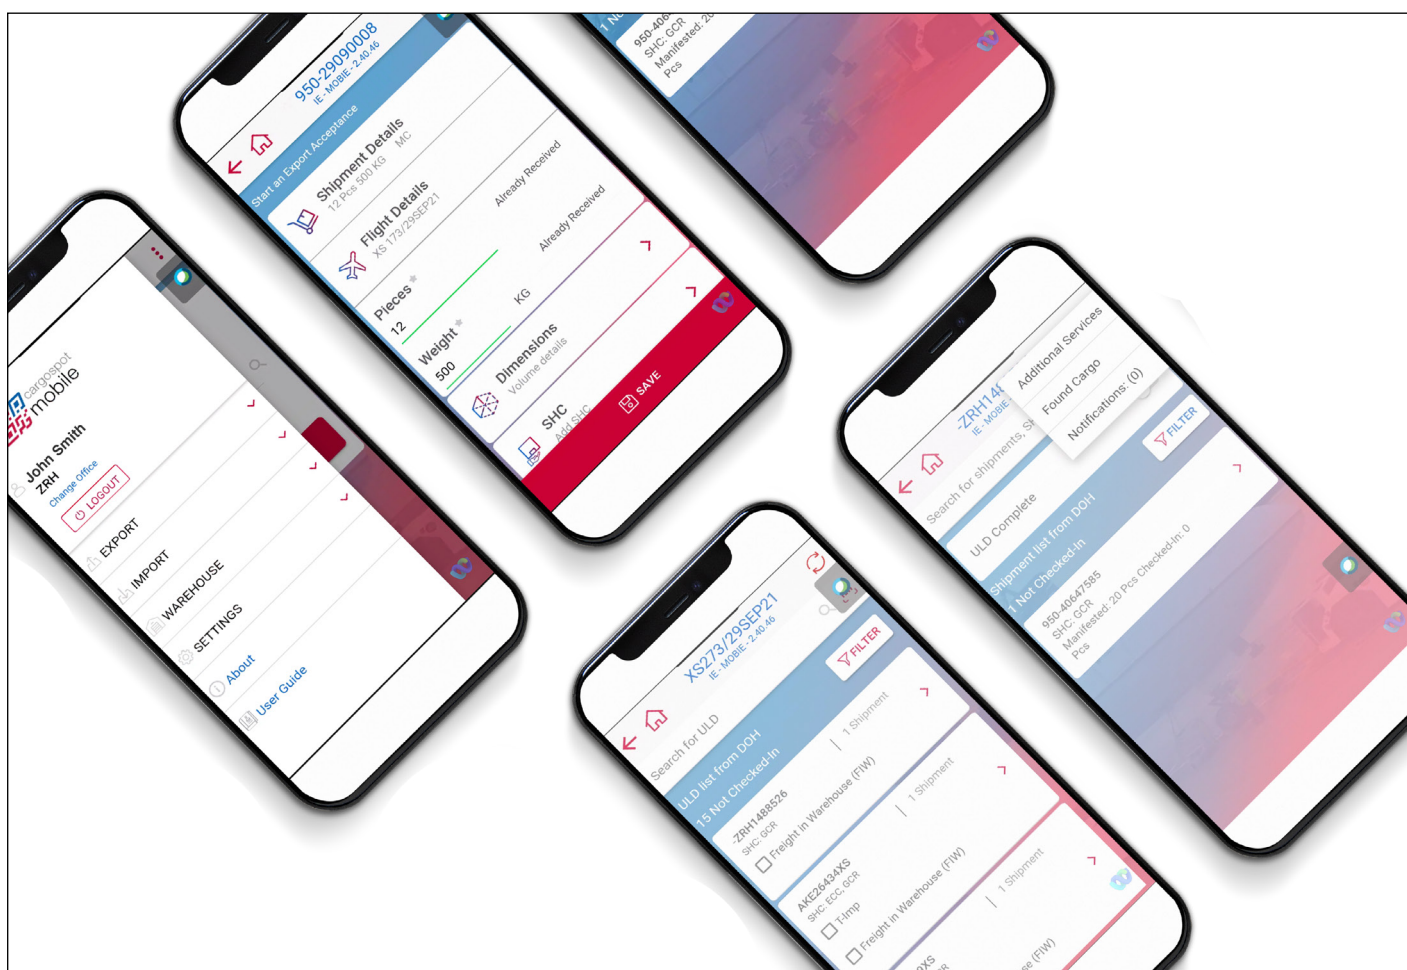 cargospot
mobile
John Smith
ZRH
Change Office
LOGOUT
EXPORT
IMPORT
WAREHOUSE
SETTINGS
About
User Guide
950-29090008
IE - MOBIE - 2.40.46
Start an Export Acceptance
Shipment Details
12 Pcs 500 KG MC
Flight Details
XS 173/29SEP21
Pieces *
12
Already Received
Weight *
500
KG
Already Received
Dimensions
Volume details
SHC
Add SHC
SAVE
SHC: GCR
Manifested: 20
Pcs
XS273/29SEP21
IE - MOBIE - 2.40.46
Search for ULD
FILTER
ULD list from DOH
15 Not Checked-In
-ZRH1488526
SHC: GCR
| 1 Shipment
Freight in Warehouse (FIW)
AKE26434XS
SHC: ECC, GCR
| 1 Shipment
T-Imp
Freight in Warehouse (FIW)
| 1 Shipment
-ZRH148
IE - MOBIE
Additional Services
Found Cargo
Notifications: (0)
Search for shipments,
FILTER
ULD Complete
Shipment list from DOH
1 Not Checked-In
950-40647585
SHC: GCR
Manifested: 20 Pcs Checked-In: 0
Pcs